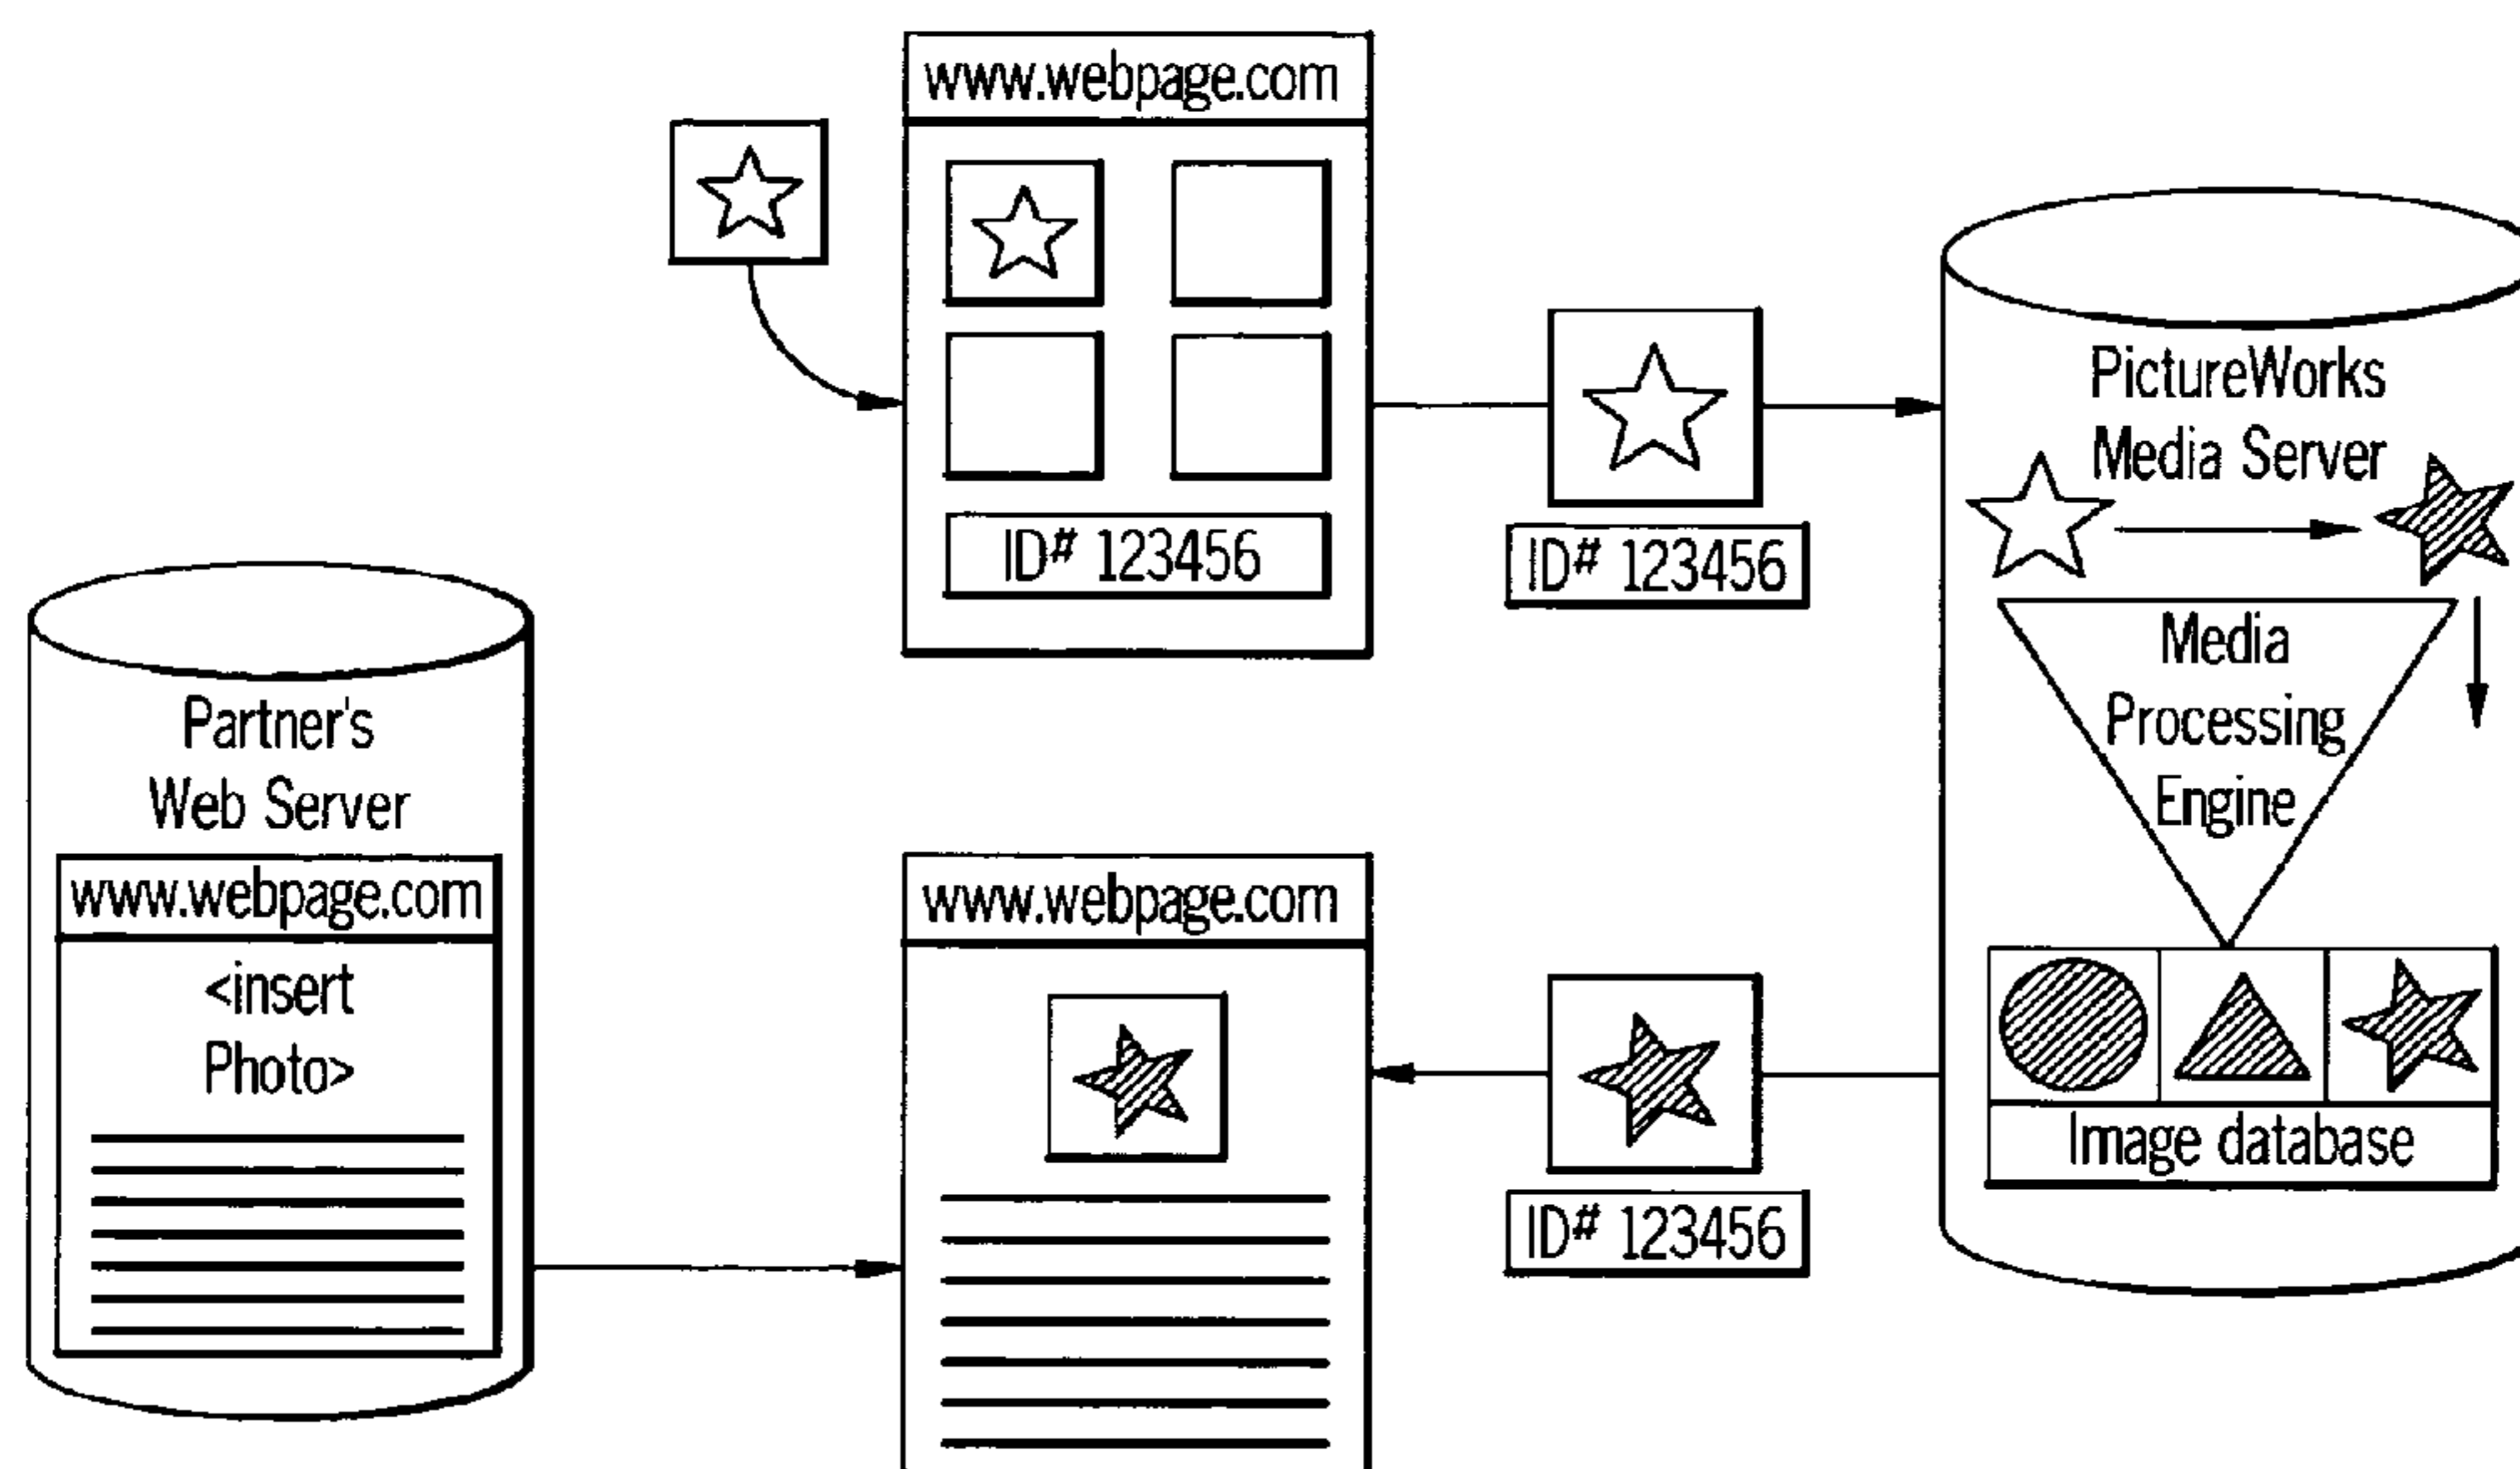 www.webpage.com
ID# 123456
ID# 123456
PictureWorks
Media Server
Media
Processing
Engine
Image database
Partner's
Web Server
www.webpage.com
<insert
Photo>
www.webpage.com
ID# 123456